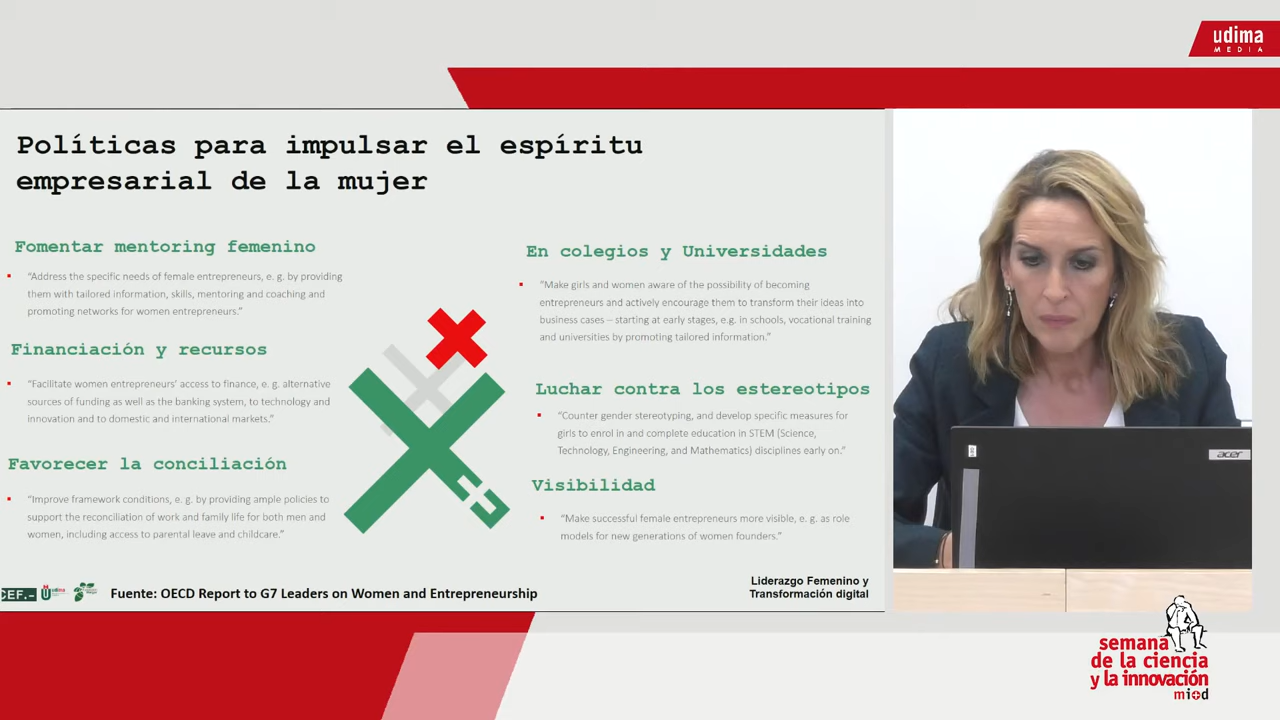 udima
MEDIA
Políticas para impulsar el espíritu
empresarial de la mujer
Fomentar mentoring femenino
“Address the specific needs of female entrepreneurs, e. g. by providing
them with tailored information, skills, mentoring and coaching and
promoting networks for women entrepreneurs.”
Financiación y recursos
“Facilitate women entrepreneurs’ access to finance, e. g. alternative
sources of funding as well as the banking system, to technology and
innovation and to domestic and international markets.”
Favorecer la conciliación
“Improve framework conditions, e. g. by providing ample policies to
support the reconciliation of work and family life for both men and
women, including access to parental leave and childcare.”
En colegios y Universidades
“Make girls and women aware of the possibility of becoming
entrepreneurs and actively encourage them to transform their ideas into
business cases – starting at early stages, e.g. in schools, vocational training
and universities by promoting tailored information.”
Luchar contra los estereotipos
“Counter gender stereotyping, and develop specific measures for
girls to enrol in and complete education in STEM (Science,
Technology, Engineering, and Mathematics) disciplines early on.”
Visibilidad
“Make successful female entrepreneurs more visible, e. g. as role
models for new generations of women founders.”
CEF.-
udima
Fuente: OECD Report to G7 Leaders on Women and Entrepreneurship
Liderazgo Femenino y
Transformación digital
acer
semana
de la ciencia
y la innovación
mi+d